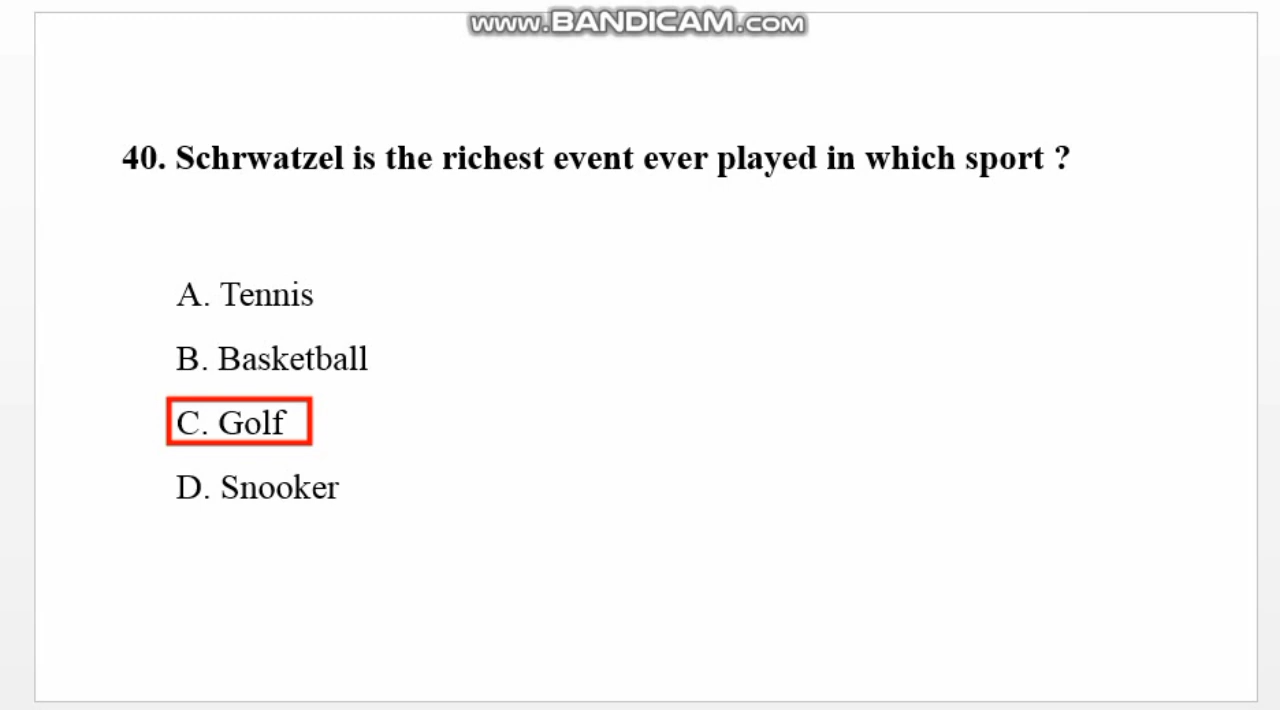 www.BANDICAM.com
40. Schrwatzel is the richest event ever played in which sport ?
A. Tennis
B. Basketball
C. Golf
D. Snooker